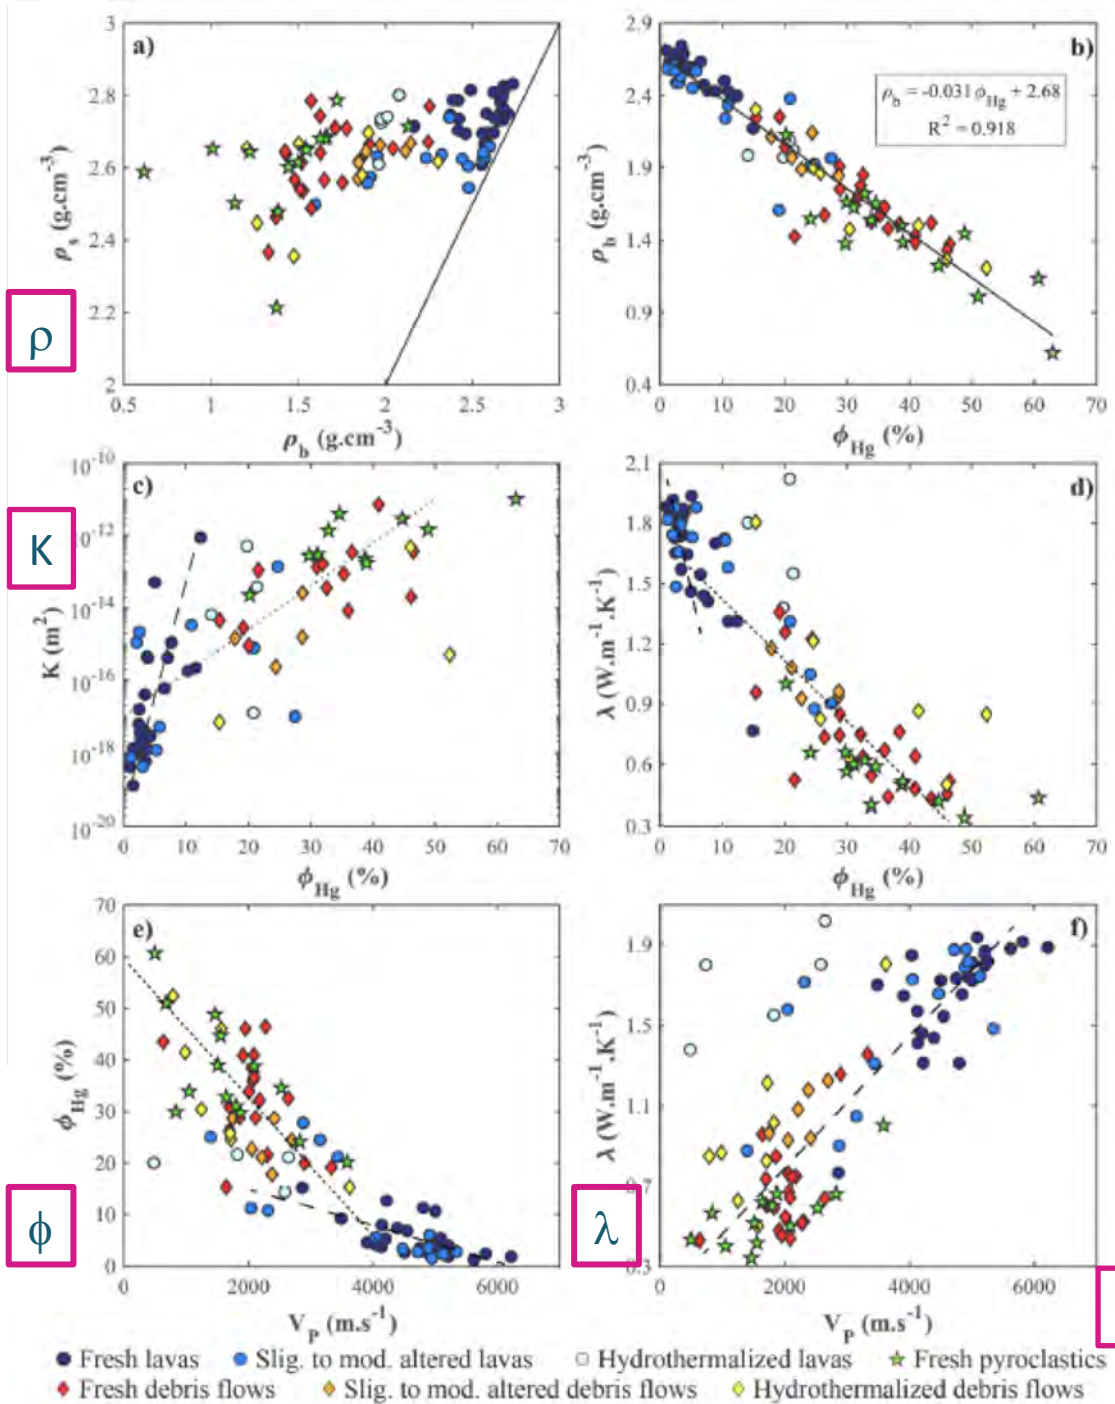 3
a)
2.8
2.6
2.4
2.2
2
ρs (g.cm-3)
0.5 1 1.5 2 2.5 3
ρb (g.cm-3)
ρ
2.9
b)
2.4
1.9
1.4
0.9
0.4
ρb (g.cm-3)
ρb = -0.031 ϕHg + 2.68
R2 = 0.918
0 10 20 30 40 50 60 70
ϕHg (%)
10-10
c)
10-12
10-14
10-16
10-18
10-20
K (m2)
0 10 20 30 40 50 60 70
ϕHg (%)
K
2.1
d)
1.8
1.5
1.2
0.9
0.6
0.3
λ (W.m-1.K-1)
0 10 20 30 40 50 60 70
ϕHg (%)
70
e)
60
50
40
30
20
10
0
ϕHg (%)
0 2000 4000 6000
VP (m.s-1)
ϕ
f)
1.9
1.5
1.1
0.7
0.3
λ (W.m-1.K-1)
0 2000 4000 6000
VP (m.s-1)
λ
Fresh lavas Slig. to mod. altered lavas Hydrothermalized lavas Fresh pyroclastics
Fresh debris flows Slig. to mod. altered debris flows Hydrothermalized debris flows